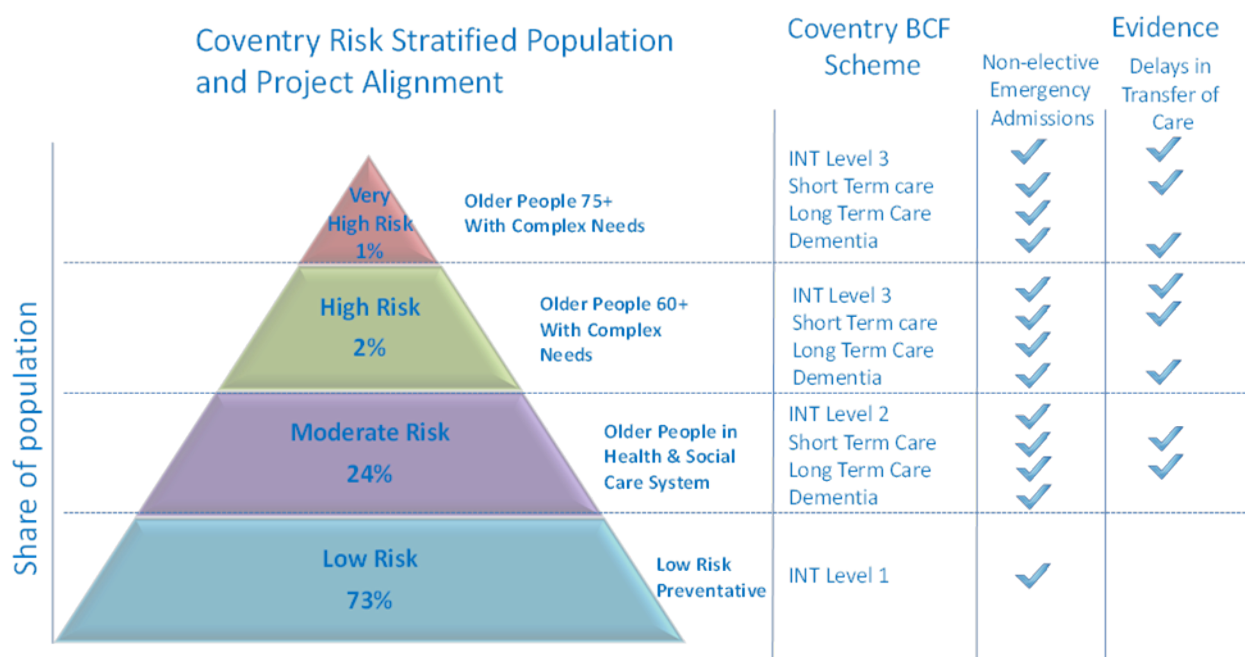 Coventry Risk Stratified Population
and Project Alignment
Coventry BCF
Scheme
Evidence
Non-elective
Emergency
Admissions
Delays in
Transfer of
Care
Share of population
Very
High Risk
1%
Older People 75+
With Complex Needs
INT Level 3
Short Term care
Long Term Care
Dementia
High Risk
2%
Older People 60+
With Complex
Needs
INT Level 3
Short Term care
Long Term Care
Dementia
Moderate Risk
24%
Older People in
Health & Social
Care System
INT Level 2
Short Term Care
Long Term Care
Dementia
Low Risk
73%
Low Risk
Preventative
INT Level 1